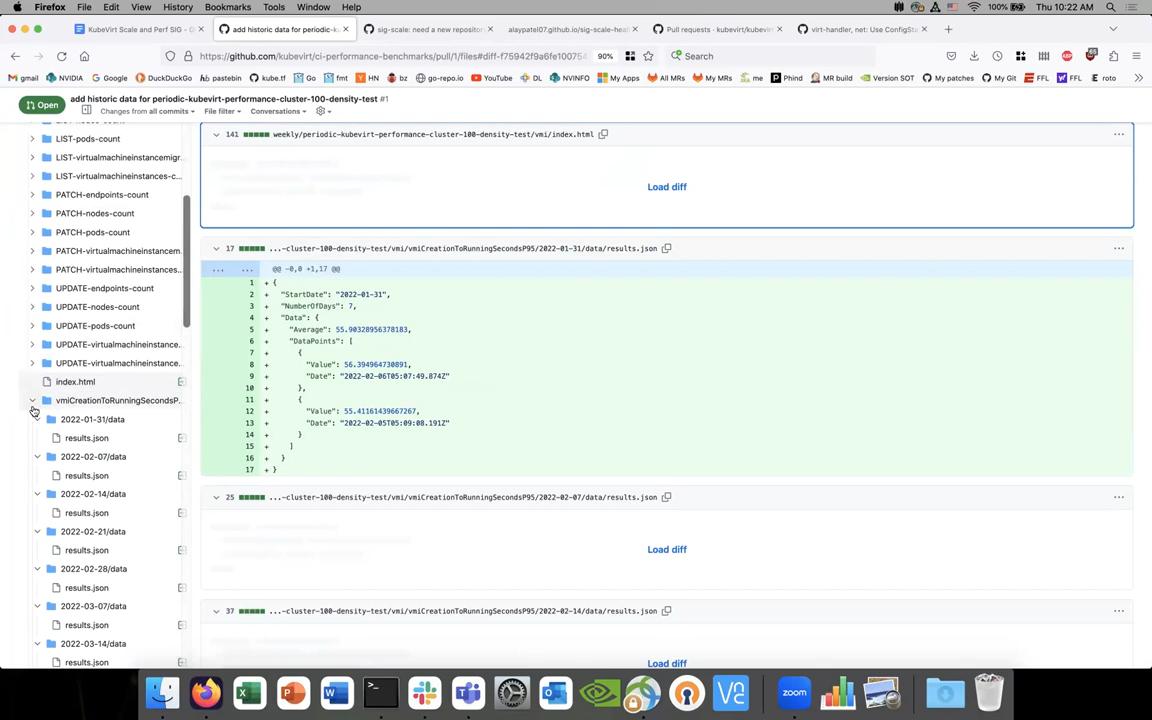 Firefox File Edit View History Bookmarks Tools Window Help 100% Thu Jan 11 10:22 AM
KubeVirt Scale and Perf SIG - G
add historic data for periodic-ku
sig-scale: need a new repositor
alaypatel07.github.io/sig-scale-heal
Pull requests · kubevirt/kubevirt
virt-handler, net: Use ConfigSta
https://github.com/kubevirt/ci-performance-benchmarks/pull/1/files#diff-f75942f9a6fe100754 90% Search
gmail NVIDIA Google DuckDuckGo pastebin kube.tf Go fmt HN bz go-repo.io YouTube DL NVINFO My Apps All MRs My MRs me Phind MR build Version SOT My patches My Git FFL FFL eroto
Open
add historic data for periodic-kubevirt-performance-cluster-100-density-test #1
Changes from all commits File filter Conversations
LIST-pods-count
LIST-virtualmachineinstancemigr...
LIST-virtualmachineinstances-c...
PATCH-endpoints-count
PATCH-nodes-count
PATCH-pods-count
PATCH-virtualmachineinstancem...
PATCH-virtualmachineinstances...
UPDATE-endpoints-count
UPDATE-nodes-count
UPDATE-pods-count
UPDATE-virtualmachineinstance...
UPDATE-virtualmachineinstance...
index.html
vmiCreationToRunningSecondsP...
2022-01-31/data
results.json
2022-02-07/data
results.json
2022-02-14/data
results.json
2022-02-21/data
results.json
2022-02-28/data
results.json
2022-03-07/data
results.json
2022-03-14/data
results.json
141 weekly/periodic-kubevirt-performance-cluster-100-density-test/vmi/index.html
Load diff
17 ...-cluster-100-density-test/vmi/vmiCreationToRunningSecondsP95/2022-01-31/data/results.json
... ... @@ -0,0 +1,17 @@
1 + {
2 + "StartDate": "2022-01-31",
3 + "NumberOfDays": 7,
4 + "Data": {
5 + "Average": 55.90328956378183,
6 + "DataPoints": [
7 + {
8 + "Value": 56.394964730891,
9 + "Date": "2022-02-06T05:07:49.874Z"
10 + },
11 + {
12 + "Value": 55.41161439667267,
13 + "Date": "2022-02-05T05:09:08.191Z"
14 + }
15 + ]
16 + }
17 + }
25 ...-cluster-100-density-test/vmi/vmiCreationToRunningSecondsP95/2022-02-07/data/results.json
Load diff
37 ...-cluster-100-density-test/vmi/vmiCreationToRunningSecondsP95/2022-02-14/data/results.json
Load diff
zoom